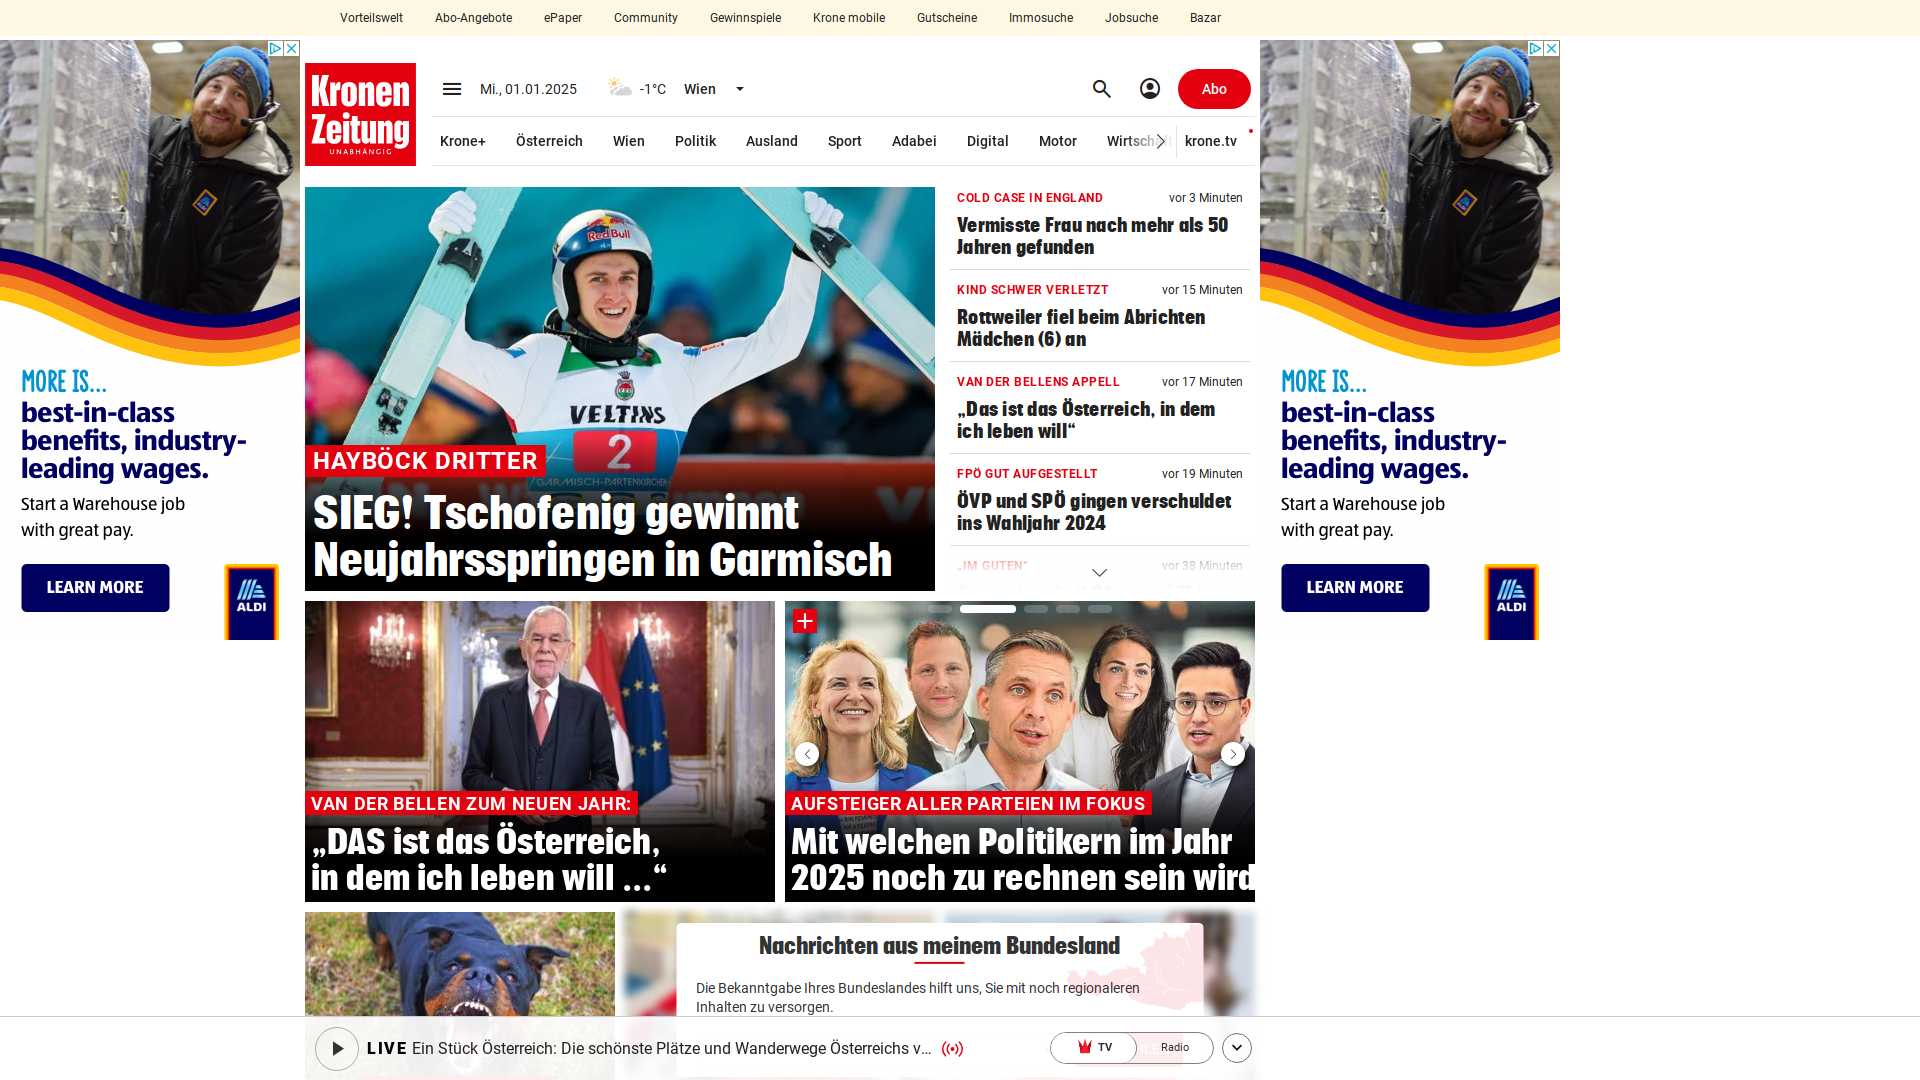 Vorteilswelt
Abo-Angebote
ePaper
Community
Gewinnspiele
Krone mobile
Gutscheine
Immosuche
Jobsuche
Bazar
Kronen
Zeitung
UNABHÄNGIG
Mi., 01.01.2025
-1°C
Wien
Abo
Krone+
Österreich
Wien
Politik
Ausland
Sport
Adabei
Digital
Motor
Wirtsch
krone.tv
MORE IS...
best-in-class
benefits, industry-
leading wages.
Start a Warehouse job
with great pay.
LEARN MORE
ALDI
Red Bull
VELTINS
2
GARMISCH-PARTENKIRCHEN
HAYBÖCK DRITTER
SIEG! Tschofenig gewinnt
Neujahrsspringen in Garmisch
COLD CASE IN ENGLAND
vor 3 Minuten
Vermisste Frau nach mehr als 50
Jahren gefunden
KIND SCHWER VERLETZT
vor 15 Minuten
Rottweiler fiel beim Abrichten
Mädchen (6) an
VAN DER BELLENS APPELL
vor 17 Minuten
„Das ist das Österreich, in dem
ich leben will“
FPÖ GUT AUFGESTELLT
vor 19 Minuten
ÖVP und SPÖ gingen verschuldet
ins Wahljahr 2024
„IM GUTEN“
vor 38 Minuten
MORE IS...
best-in-class
benefits, industry-
leading wages.
Start a Warehouse job
with great pay.
LEARN MORE
ALDI
VAN DER BELLEN ZUM NEUEN JAHR:
„DAS ist das Österreich,
in dem ich leben will ...“
AUFSTEIGER ALLER PARTEIEN IM FOKUS
Mit welchen Politikern im Jahr
2025 noch zu rechnen sein wird
Nachrichten aus meinem Bundesland
Die Bekanntgabe Ihres Bundeslandes hilft uns, Sie mit noch regionaleren
Inhalten zu versorgen.
LIVE Ein Stück Österreich: Die schönste Plätze und Wanderwege Österreichs v...
TV
Radio